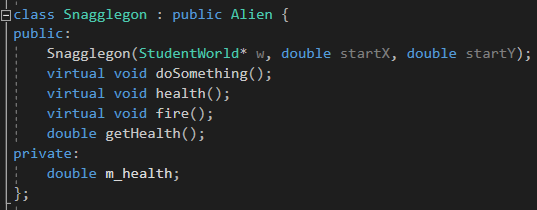 class Snagglegon : public Alien {
public:
    Snagglegon(StudentWorld* w, double startX, double startY);
    virtual void doSomething();
    virtual void health();
    virtual void fire();
    double getHealth();
private:
    double m_health;
};